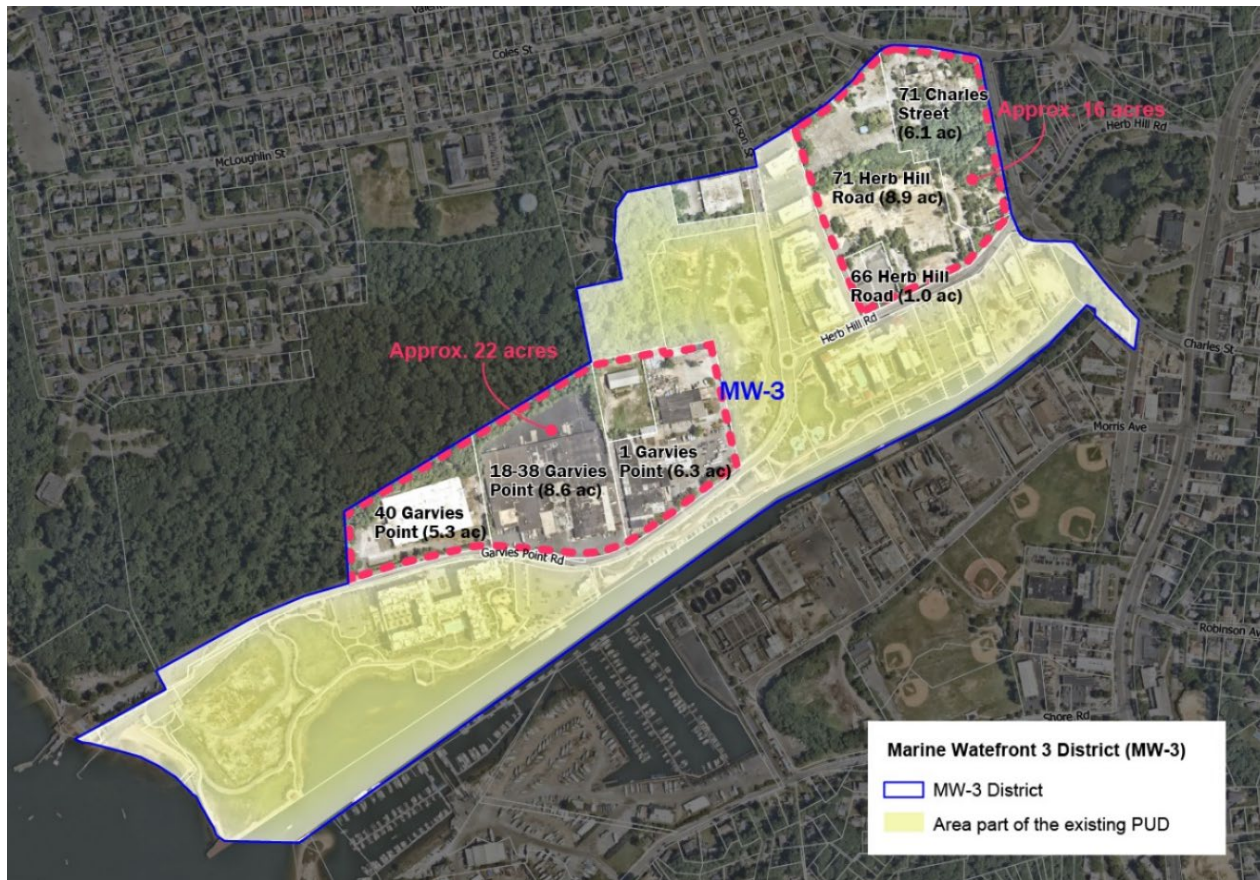 Coles St
McLoughlin St
Dickson St
71 Charles
Street
(6.1 ac)
Approx. 16 acres
Herb Hill Rd
71 Herb Hill
Road (8.9 ac)
66 Herb Hill
Road (1.0 ac)
Herb Hill Rd
Charles St
Approx. 22 acres
MW-3
Morris Ave
1 Garvies
Point (6.3 ac)
18-38 Garvies
Point (8.6 ac)
40 Garvies
Point (5.3 ac)
Garvies Point Rd
Robinson A
Shore Rd
Marine Watefront 3 District (MW-3)
MW-3 District
Area part of the existing PUD